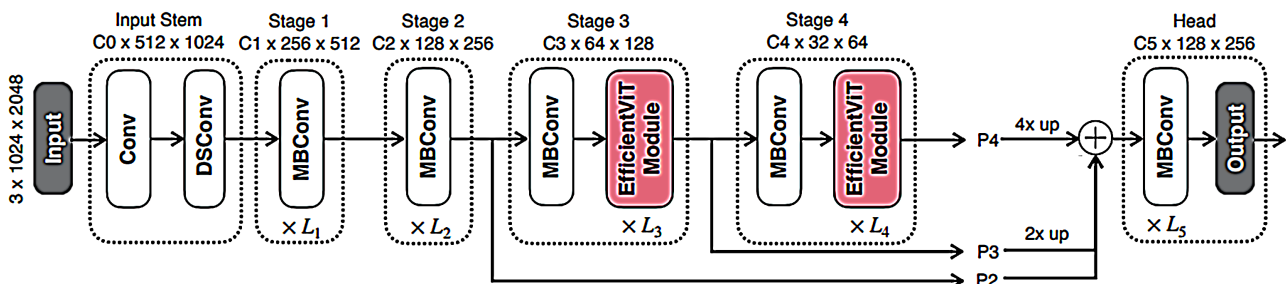 Input Stem
C0 x 512 x 1024
Stage 1
C1 x 256 x 512
Stage 2
C2 x 128 x 256
Stage 3
C3 x 64 x 128
Stage 4
C4 x 32 x 64
Head
C5 x 128 x 256
3 x 1024 x 2048
Input
Conv
DSConv
MBConv
× L₁
MBConv
× L₂
MBConv
EfficientViT
Module
× L₃
MBConv
EfficientViT
Module
× L₄
P4
4x up
+
P3
2x up
P2
MBConv
× L₅
Output